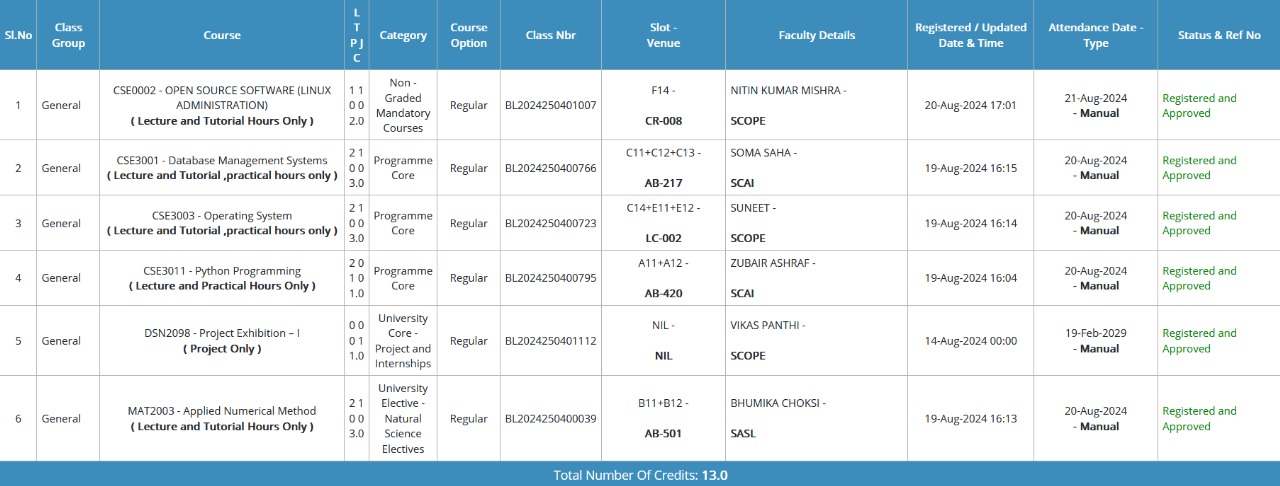 Sl.No
Class
Group
Course
L
T
P J
C
Category
Course
Option
Class Nbr
Slot -
Venue
Faculty Details
Registered / Updated
Date & Time
Attendance Date -
Type
Status & Ref No
1
General
CSE0002 - OPEN SOURCE SOFTWARE (LINUX
ADMINISTRATION)
( Lecture and Tutorial Hours Only )
1 1
0 0
2.0
Non -
Graded
Mandatory
Courses
Regular
BL2024250401007
F14 -
CR-008
NITIN KUMAR MISHRA -
SCOPE
20-Aug-2024 17:01
21-Aug-2024
- Manual
Registered and
Approved
2
General
CSE3001 - Database Management Systems
( Lecture and Tutorial ,practical hours only )
2 1
0 0
3.0
Programme
Core
Regular
BL2024250400766
C11+C12+C13 -
AB-217
SOMA SAHA -
SCAI
19-Aug-2024 16:15
20-Aug-2024
- Manual
Registered and
Approved
3
General
CSE3003 - Operating System
( Lecture and Tutorial ,practical hours only )
2 1
0 0
3.0
Programme
Core
Regular
BL2024250400723
C14+E11+E12 -
LC-002
SUNEET -
SCOPE
19-Aug-2024 16:14
20-Aug-2024
- Manual
Registered and
Approved
4
General
CSE3011 - Python Programming
( Lecture and Practical Hours Only )
2 0
1 0
1.0
Programme
Core
Regular
BL2024250400795
A11+A12 -
AB-420
ZUBAIR ASHRAF -
SCAI
19-Aug-2024 16:04
20-Aug-2024
- Manual
Registered and
Approved
5
General
DSN2098 - Project Exhibition – I
( Project Only )
0 0
0 1
1.0
University
Core -
Project and
Internships
Regular
BL2024250401112
NIL -
NIL
VIKAS PANTHI -
SCOPE
14-Aug-2024 00:00
19-Feb-2029
- Manual
Registered and
Approved
6
General
MAT2003 - Applied Numerical Method
( Lecture and Tutorial Hours Only )
2 1
0 0
3.0
University
Elective -
Natural
Science
Electives
Regular
BL2024250400039
B11+B12 -
AB-501
BHUMIKA CHOKSI -
SASL
19-Aug-2024 16:13
20-Aug-2024
- Manual
Registered and
Approved
Total Number Of Credits: 13.0